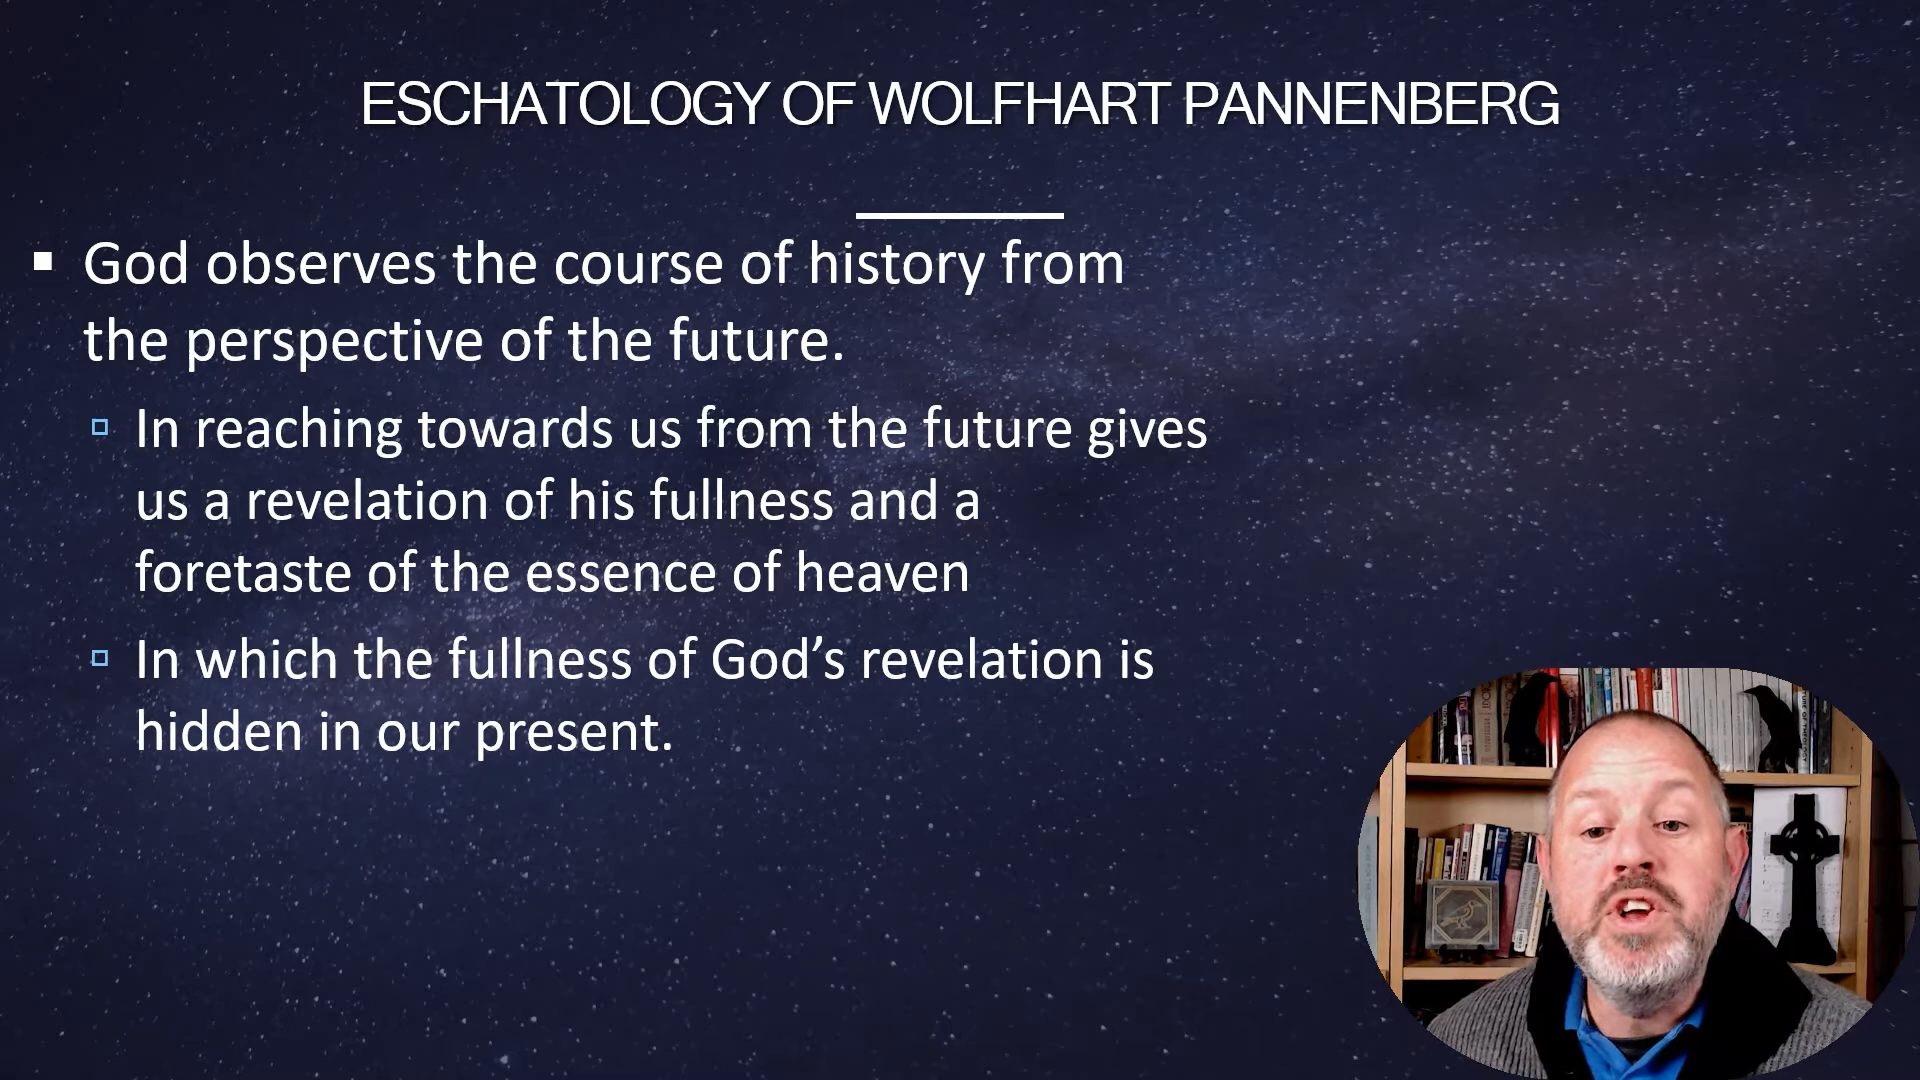 ESCHATOLOGY OF WOLFHART PANNENBERG
God observes the course of history from
the perspective of the future.
In reaching towards us from the future gives
us a revelation of his fullness and a
foretaste of the essence of heaven
In which the fullness of God’s revelation is
hidden in our present.